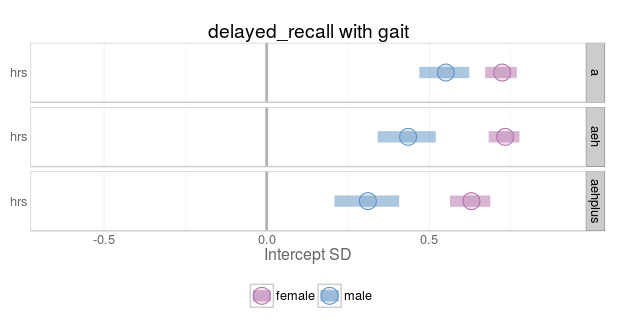 delayed_recall with gait
hrs
a
hrs
aeh
hrs
aehplus
-0.5 0.0 0.5
Intercept SD
female male